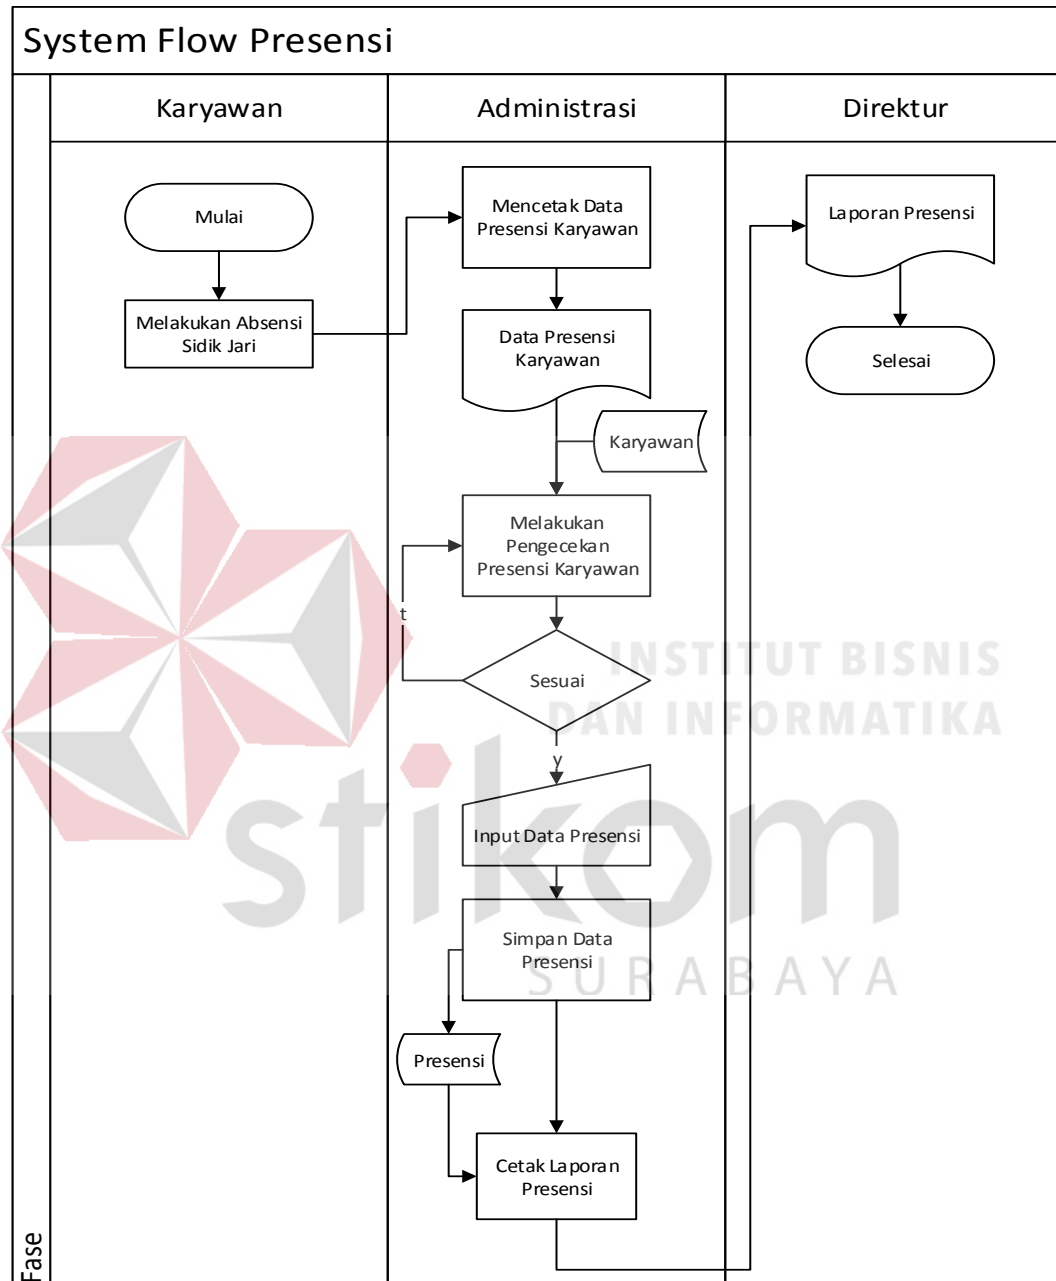 System Flow Presensi
Karyawan
Administrasi
Direktur
Mulai
Melakukan Absensi
Sidik Jari
Mencetak Data
Presensi Karyawan
Data Presensi
Karyawan
Karyawan
Melakukan
Pengecekan
Presensi Karyawan
t
Sesuai
y
Input Data Presensi
Simpan Data
Presensi
Presensi
Cetak Laporan
Presensi
Laporan Presensi
Selesai
Fase
INSTITUT BISNIS
DAN INFORMATIKA
stikom
SURABAYA